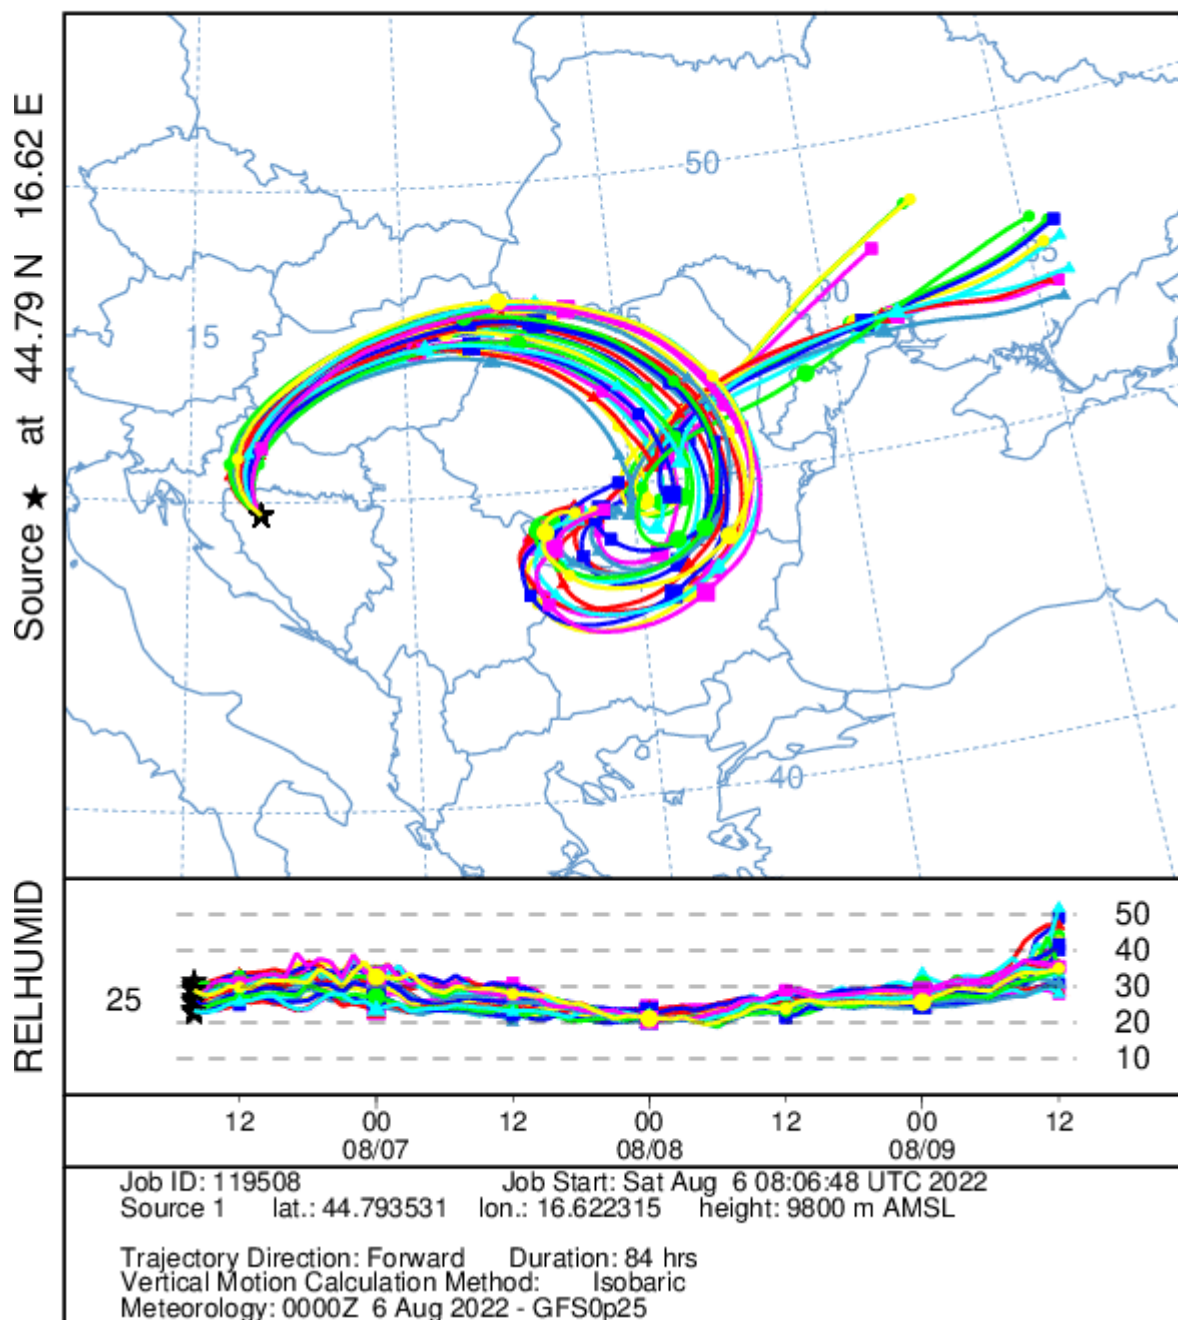 Source ★ at 44.79 N 16.62 E
50
15
25
30
35
40
RELHUMID
25
50
40
30
20
10
12 00 12 00 12 00 12
08/07 08/08 08/09
Job ID: 119508 Job Start: Sat Aug 6 08:06:48 UTC 2022
Source 1 lat.: 44.793531 lon.: 16.622315 height: 9800 m AMSL
Trajectory Direction: Forward Duration: 84 hrs
Vertical Motion Calculation Method: Isobaric
Meteorology: 0000Z 6 Aug 2022 - GFS0p25